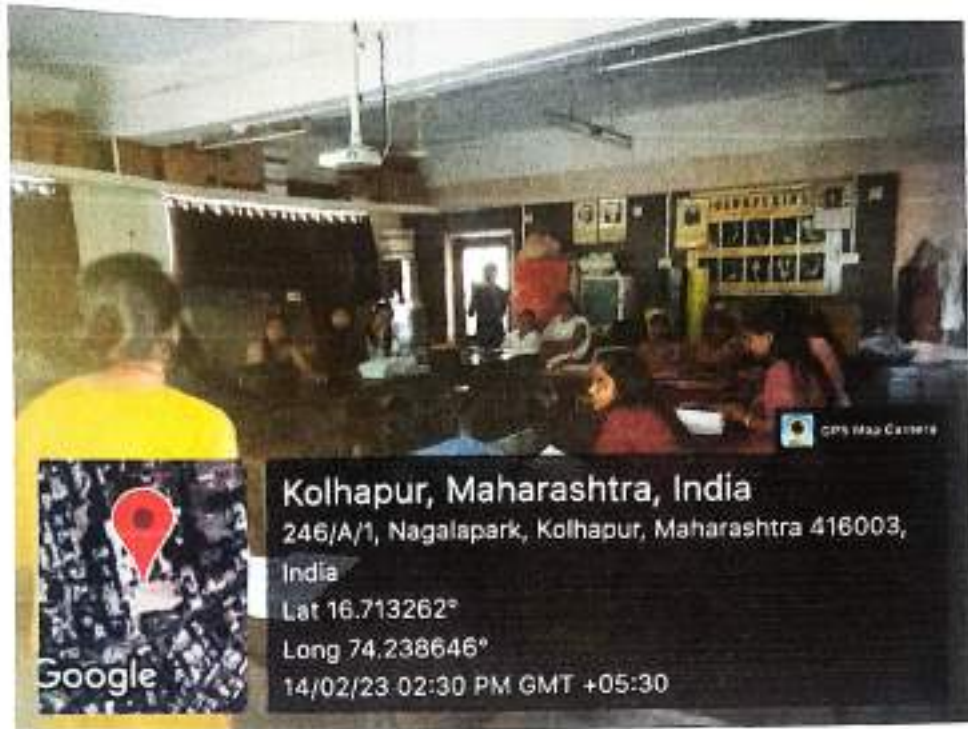 GPS Map Camera
Kolhapur, Maharashtra, India
246/A/1, Nagalapark, Kolhapur, Maharashtra 416003,
India
Lat 16.713262°
Long 74.238646°
14/02/23 02:30 PM GMT +05:30
Google